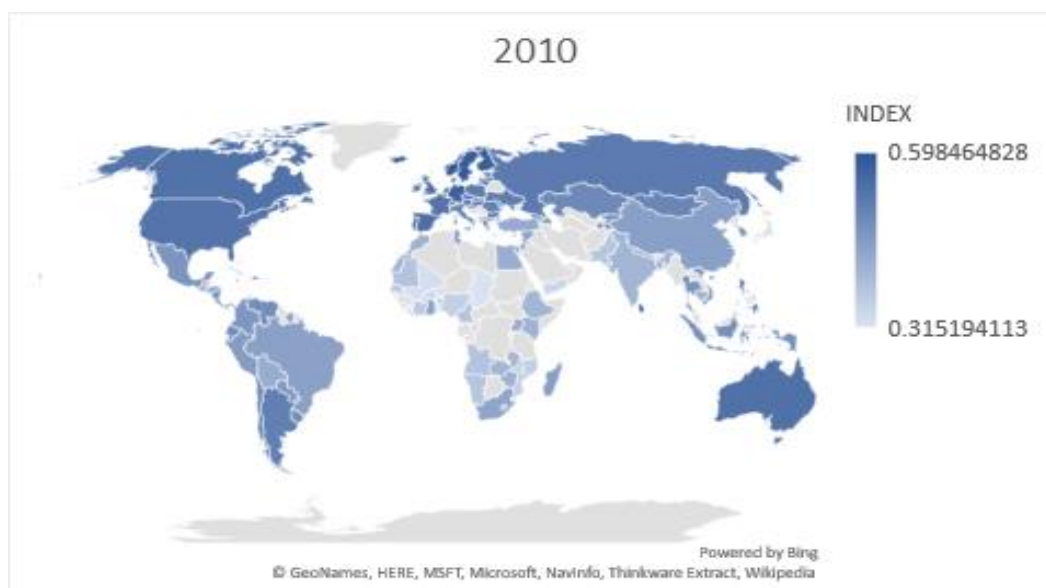 2010
INDEX
0.598464828
0.315194113
Powered by Bing
© GeoNames, HERE, MSFT, Microsoft, NavInfo, Thinkware Extract, Wikipedia